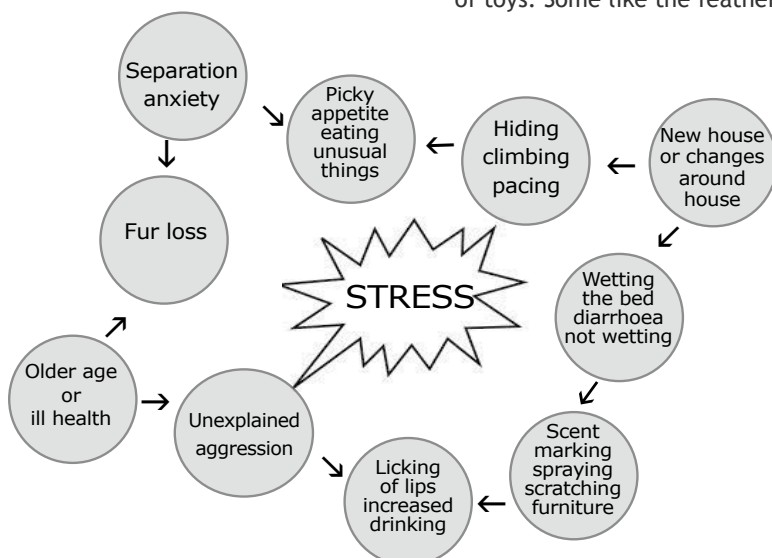 of toys. Some like the feather
Separation
anxiety
Picky
appetite
eating
unusual
things
Hiding
climbing
pacing
New house
or changes
around
house
Fur loss
STRESS
Wetting
the bed
diarrhoea
not wetting
Older age
or
ill health
Unexplained
aggression
Licking
of lips
increased
drinking
Scent
marking
spraying
scratching
furniture